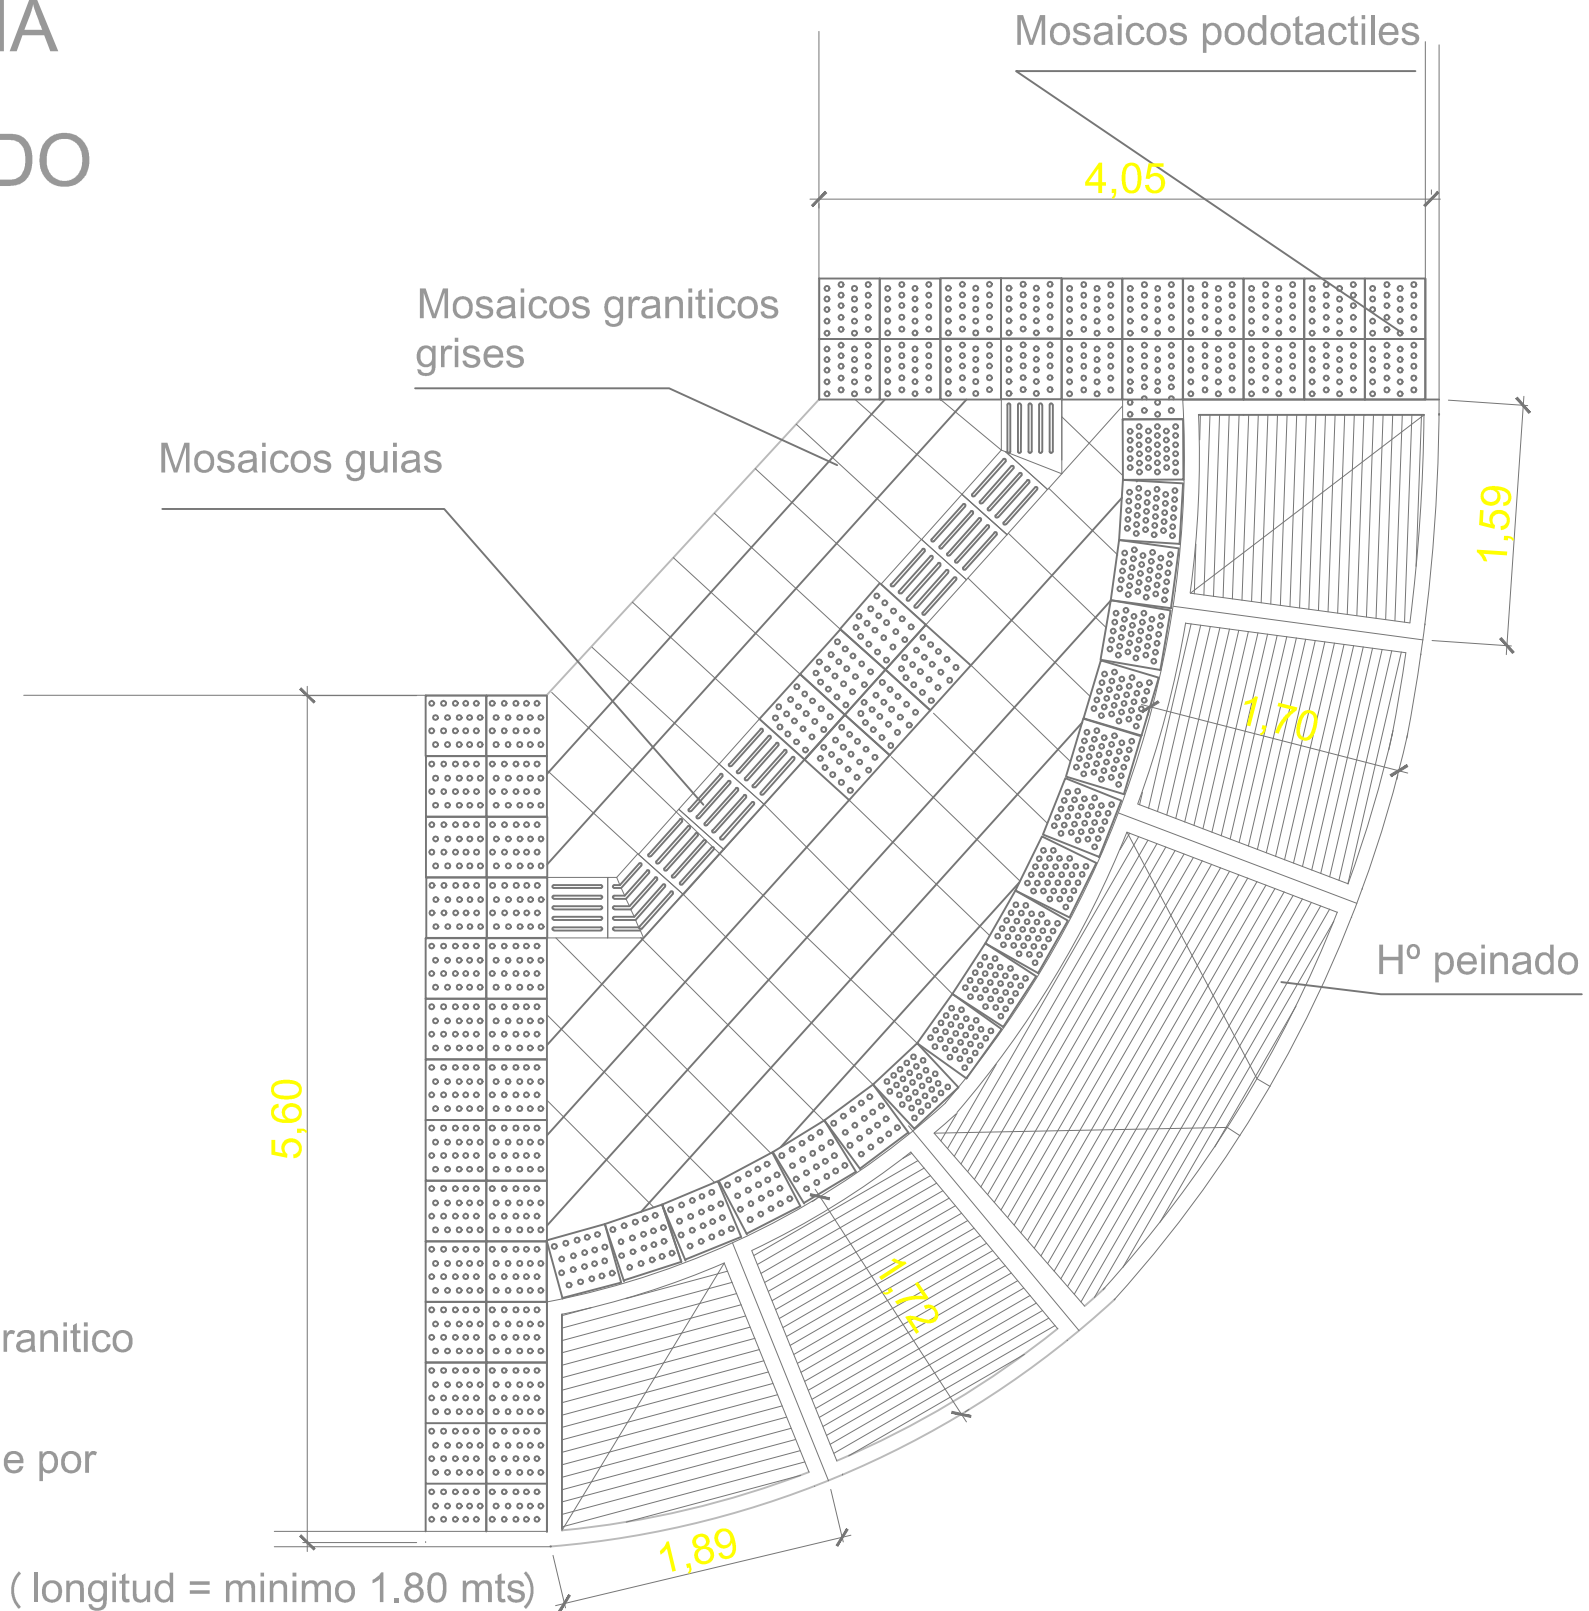 IA
DO
Mosaicos podotactiles
4,05
Mosaicos graniticos
grises
Mosaicos guias
1,59
1,70
Hº peinado
5,60
1,72
ranitico
e por
1,89
( longitud = minimo 1.80 mts)